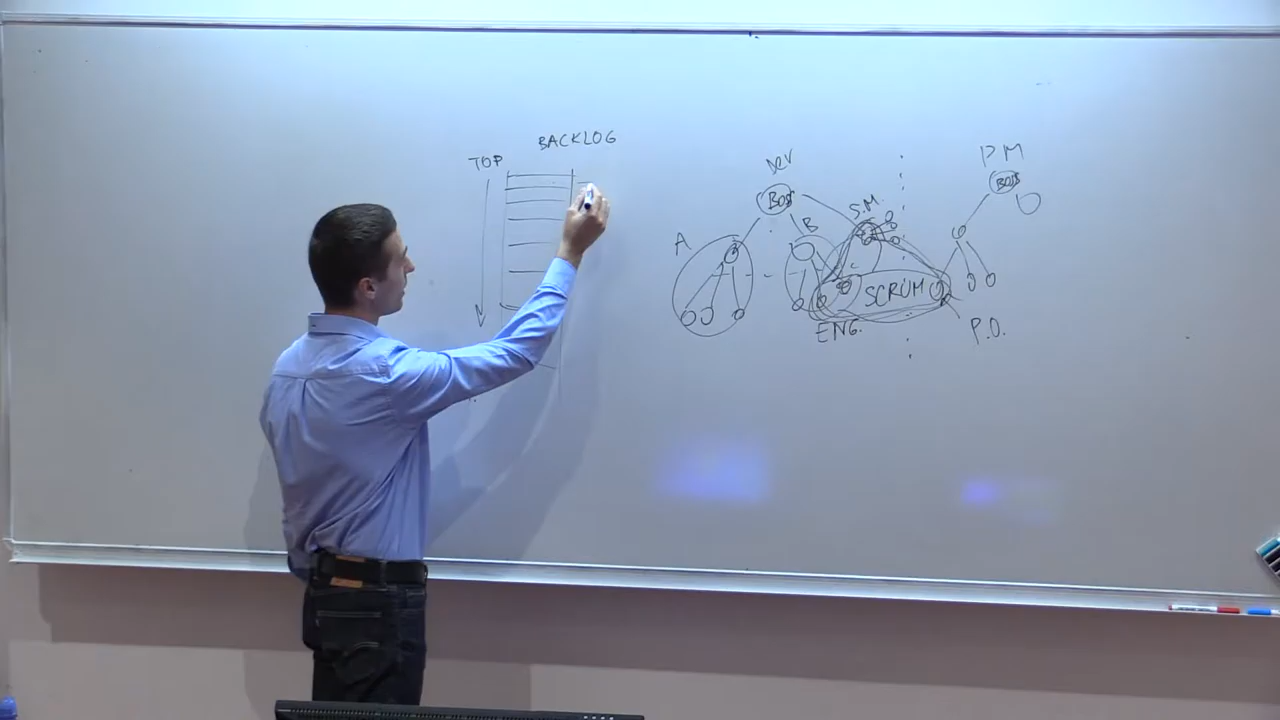 BACKLOG
TOP
DEV
BOSS
PM
BOSS
S.M.
A
B
SCRUM
ENG.
P.O.